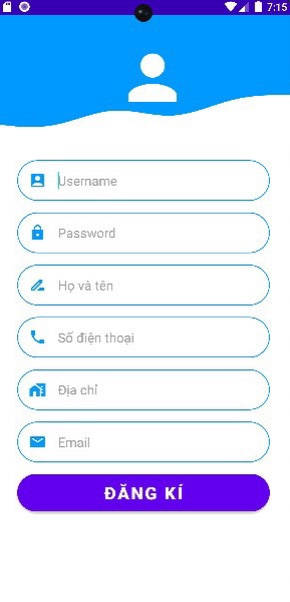 7:15
Username
Password
Họ và tên
Số điện thoại
Địa chỉ
Email
ĐĂNG KÍ